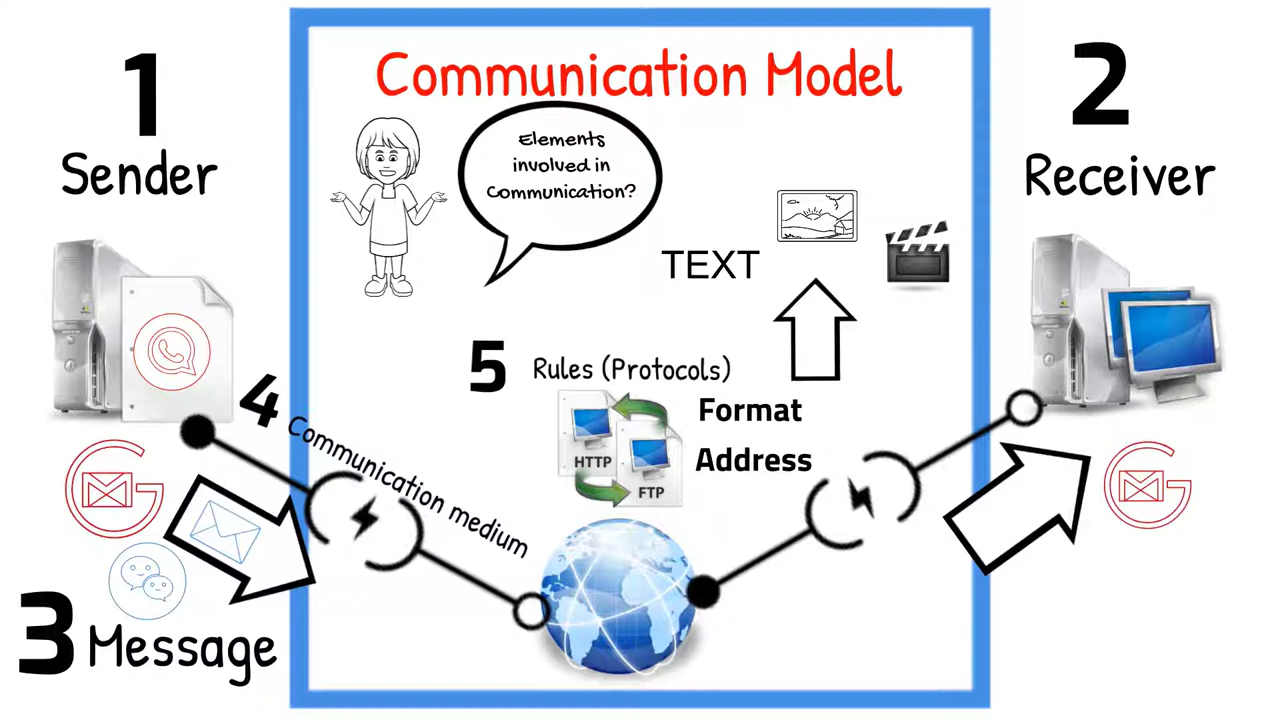 Communication Model
1
Sender
2
Receiver
Elements
involved in
Communication?
TEXT
5
Rules (Protocols)
Format
Address
HTTP
FTP
4
Communication medium
3
Message